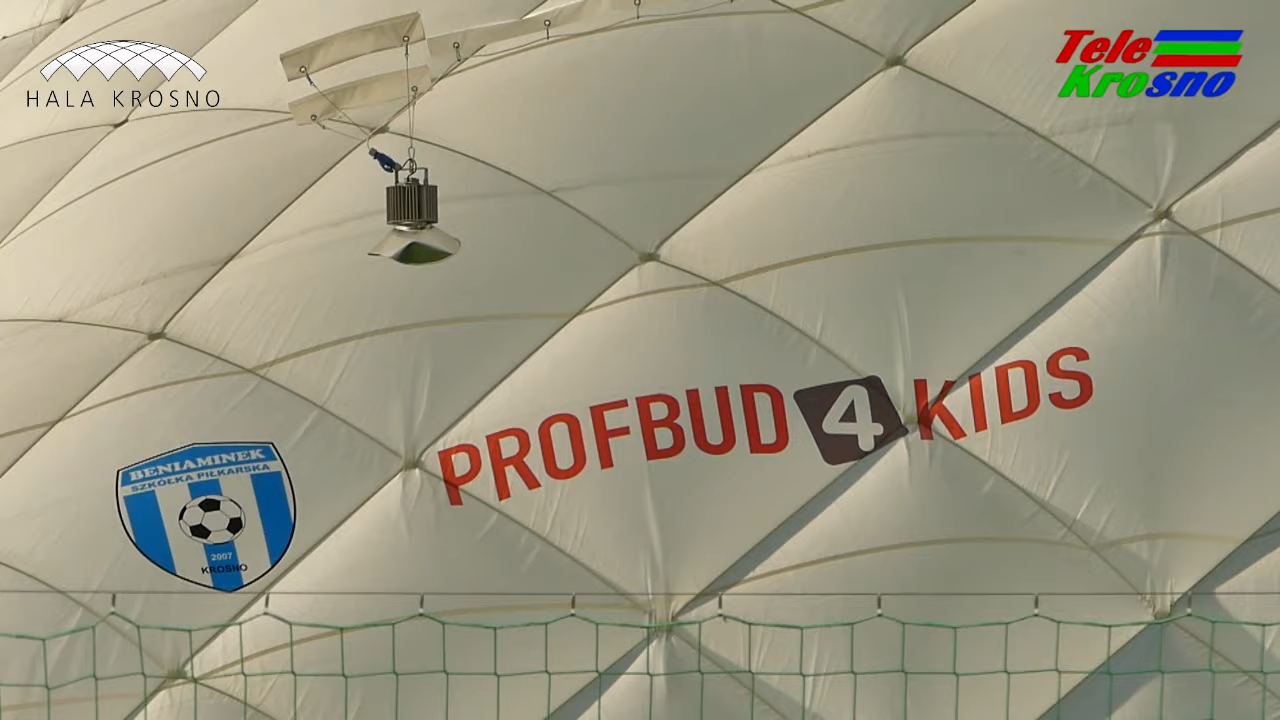 HALA KROSNO
Tele
Krosno
PROFBUD 4 KIDS
BENIAMINEK
SZKÓŁKA PIŁKARSKA
2007
KROSNO